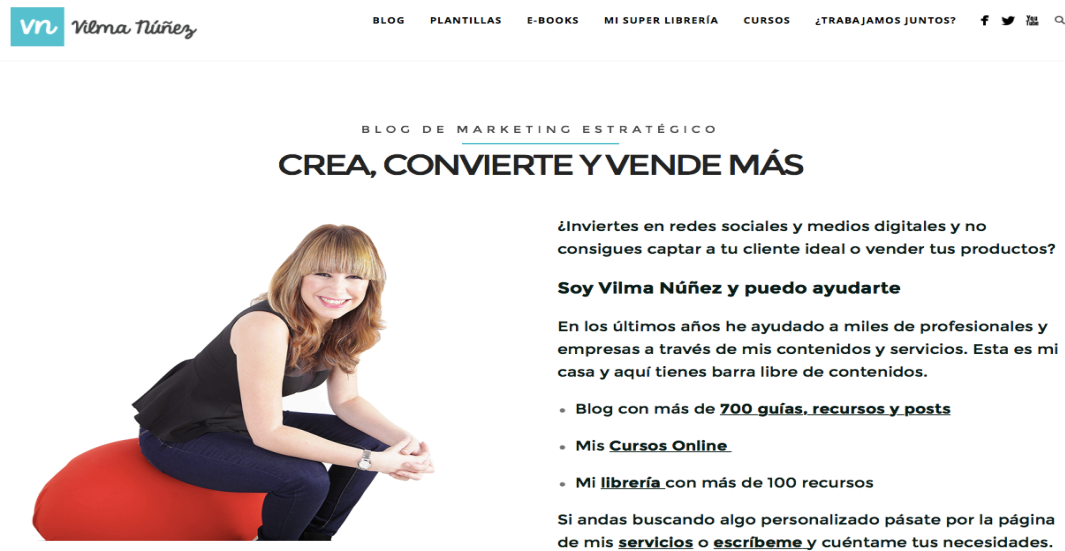 vn Vilma Núñez
BLOG PLANTILLAS E-BOOKS MI SUPER LIBRERÍA CURSOS ¿TRABAJAMOS JUNTOS? f You Tube
BLOG DE MARKETING ESTRATÉGICO
CREA, CONVIERTE Y VENDE MÁS
¿Inviertes en redes sociales y medios digitales y no
consigues captar a tu cliente ideal o vender tus productos?
Soy Vilma Núñez y puedo ayudarte
En los últimos años he ayudado a miles de profesionales y
empresas a través de mis contenidos y servicios. Esta es mi
casa y aquí tienes barra libre de contenidos.
• Blog con más de 700 guías, recursos y posts
• Mis Cursos Online
• Mi librería con más de 100 recursos
Si andas buscando algo personalizado pásate por la página
de mis servicios o escríbeme y cuéntame tus necesidades.